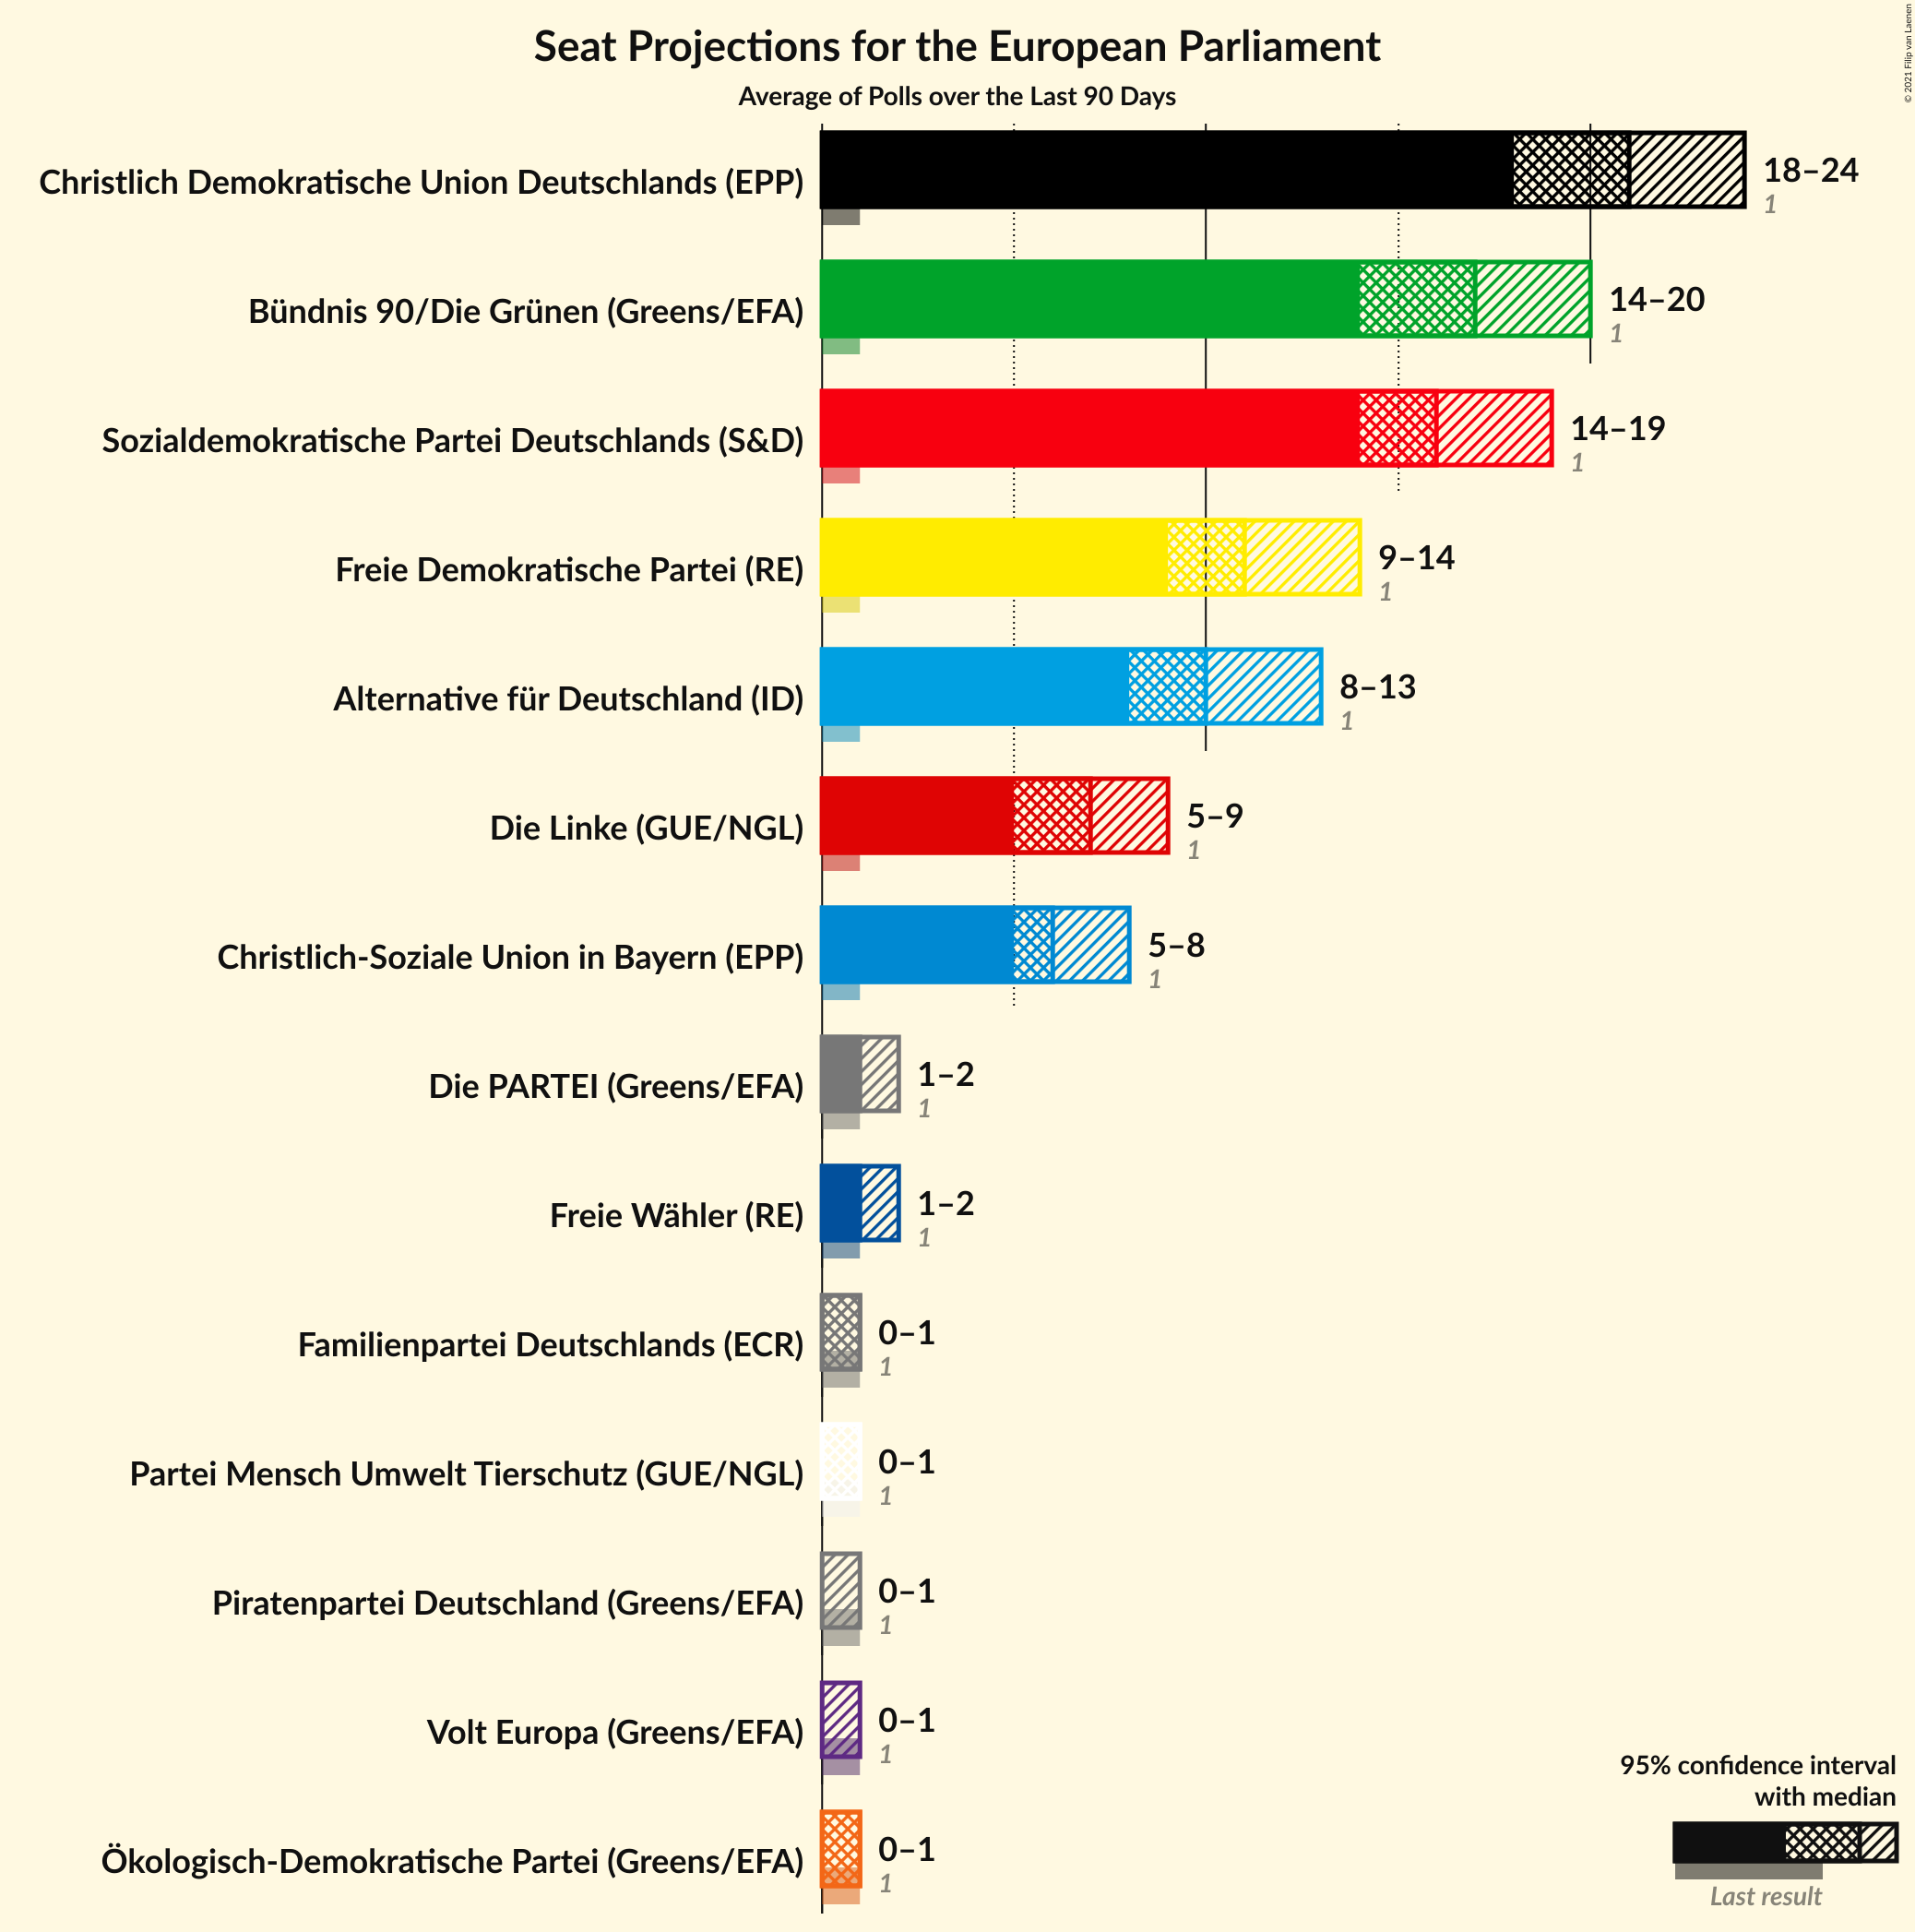 Seat Projections for the European Parliament
Average of Polls over the Last 90 Days
© 2021 Filip van Laenen
Christlich Demokratische Union Deutschlands (EPP)
18–24
1
Bündnis 90/Die Grünen (Greens/EFA)
14–20
1
Sozialdemokratische Partei Deutschlands (S&D)
14–19
1
Freie Demokratische Partei (RE)
9–14
1
Alternative für Deutschland (ID)
8–13
1
Die Linke (GUE/NGL)
5–9
1
Christlich-Soziale Union in Bayern (EPP)
5–8
1
Die PARTEI (Greens/EFA)
1–2
1
Freie Wähler (RE)
1–2
1
Familienpartei Deutschlands (ECR)
0–1
1
Partei Mensch Umwelt Tierschutz (GUE/NGL)
0–1
1
Piratenpartei Deutschland (Greens/EFA)
0–1
1
Volt Europa (Greens/EFA)
0–1
1
Ökologisch-Demokratische Partei (Greens/EFA)
0–1
1
95% confidence interval
with median
Last result